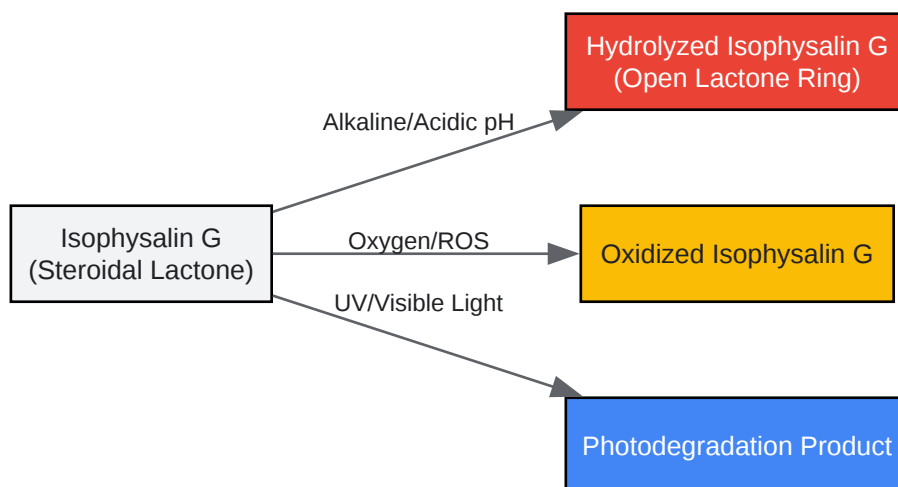 Hydrolyzed Isophysalin G
(Open Lactone Ring)
Alkaline/Acidic pH
Isophysalin G
(Steroidal Lactone)
Oxygen/ROS
Oxidized Isophysalin G
UV/Visible Light
Photodegradation Product